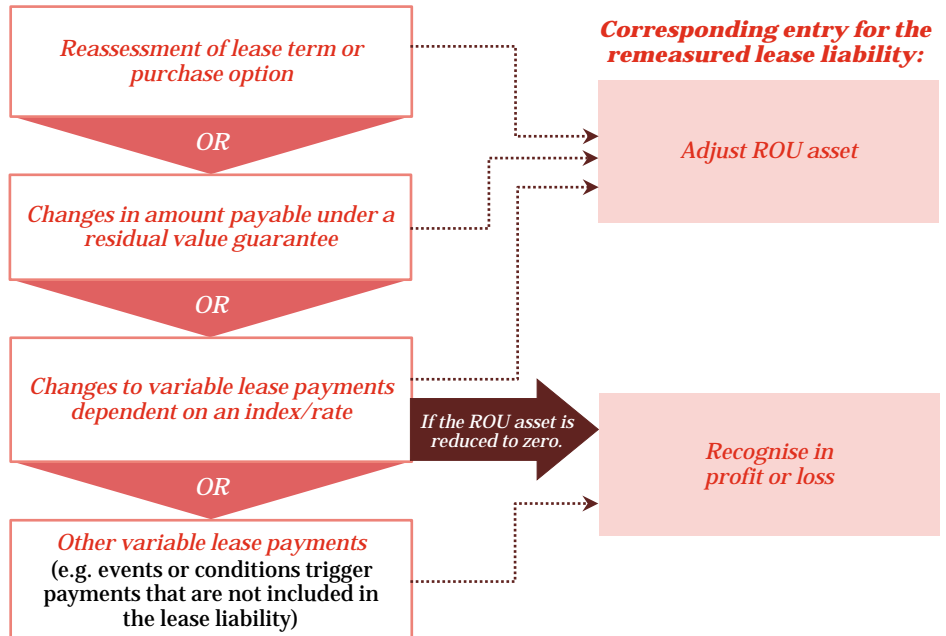 Reassessment of lease term or
purchase option
OR
Changes in amount payable under a
residual value guarantee
OR
Changes to variable lease payments
dependent on an index/rate
OR
Other variable lease payments
(e.g. events or conditions trigger
payments that are not included in
the lease liability)
If the ROU asset is
reduced to zero.
Corresponding entry for the
remeasured lease liability:
Adjust ROU asset
Recognise in
profit or loss